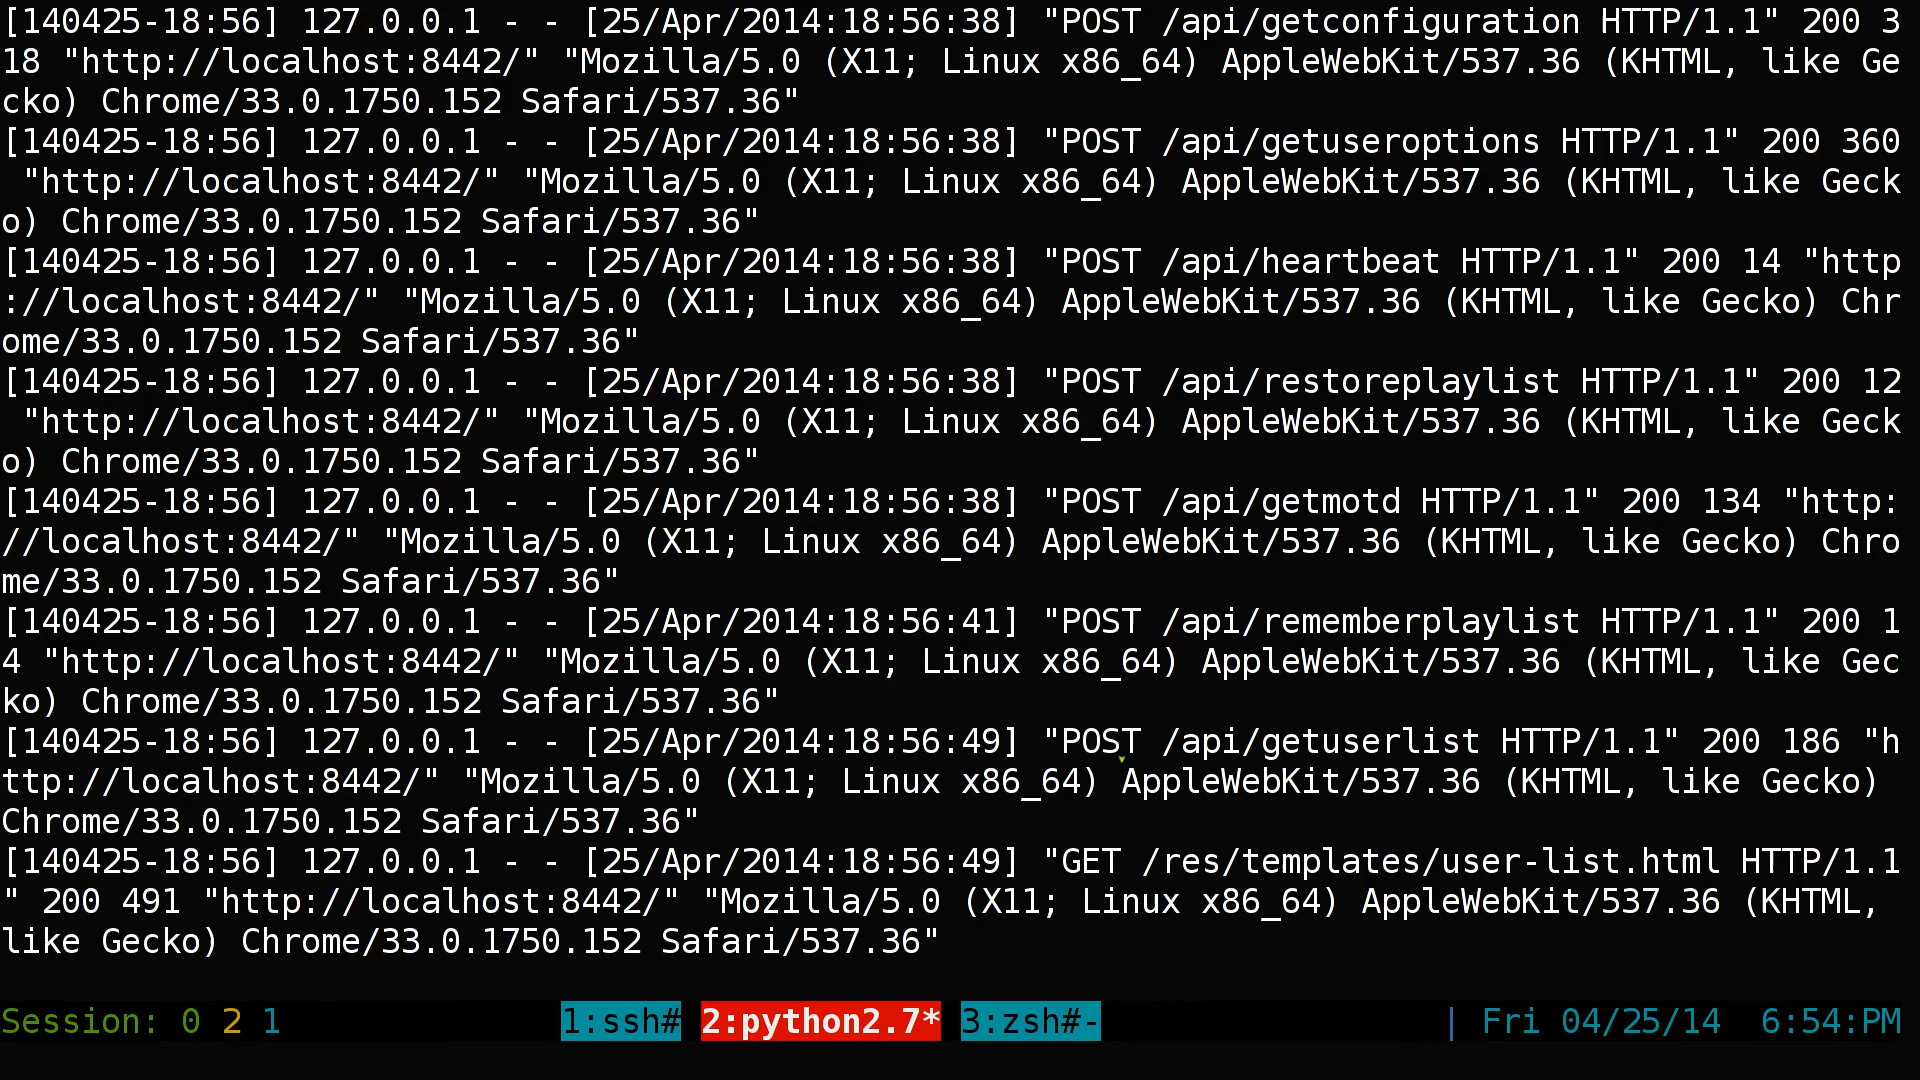 [140425-18:56] 127.0.0.1 - - [25/Apr/2014:18:56:38] "POST /api/getconfiguration HTTP/1.1" 200 3
18 "http://localhost:8442/" "Mozilla/5.0 (X11; Linux x86_64) AppleWebKit/537.36 (KHTML, like Ge
cko) Chrome/33.0.1750.152 Safari/537.36"
[140425-18:56] 127.0.0.1 - - [25/Apr/2014:18:56:38] "POST /api/getuseroptions HTTP/1.1" 200 360
 "http://localhost:8442/" "Mozilla/5.0 (X11; Linux x86_64) AppleWebKit/537.36 (KHTML, like Geck
o) Chrome/33.0.1750.152 Safari/537.36"
[140425-18:56] 127.0.0.1 - - [25/Apr/2014:18:56:38] "POST /api/heartbeat HTTP/1.1" 200 14 "http
://localhost:8442/" "Mozilla/5.0 (X11; Linux x86_64) AppleWebKit/537.36 (KHTML, like Gecko) Chr
ome/33.0.1750.152 Safari/537.36"
[140425-18:56] 127.0.0.1 - - [25/Apr/2014:18:56:38] "POST /api/restoreplaylist HTTP/1.1" 200 12
 "http://localhost:8442/" "Mozilla/5.0 (X11; Linux x86_64) AppleWebKit/537.36 (KHTML, like Geck
o) Chrome/33.0.1750.152 Safari/537.36"
[140425-18:56] 127.0.0.1 - - [25/Apr/2014:18:56:38] "POST /api/getmotd HTTP/1.1" 200 134 "http:
//localhost:8442/" "Mozilla/5.0 (X11; Linux x86_64) AppleWebKit/537.36 (KHTML, like Gecko) Chro
me/33.0.1750.152 Safari/537.36"
[140425-18:56] 127.0.0.1 - - [25/Apr/2014:18:56:41] "POST /api/rememberplaylist HTTP/1.1" 200 1
4 "http://localhost:8442/" "Mozilla/5.0 (X11; Linux x86_64) AppleWebKit/537.36 (KHTML, like Gec
ko) Chrome/33.0.1750.152 Safari/537.36"
[140425-18:56] 127.0.0.1 - - [25/Apr/2014:18:56:49] "POST /api/getuserlist HTTP/1.1" 200 186 "h
ttp://localhost:8442/" "Mozilla/5.0 (X11; Linux x86_64) AppleWebKit/537.36 (KHTML, like Gecko)
Chrome/33.0.1750.152 Safari/537.36"
[140425-18:56] 127.0.0.1 - - [25/Apr/2014:18:56:49] "GET /res/templates/user-list.html HTTP/1.1
" 200 491 "http://localhost:8442/" "Mozilla/5.0 (X11; Linux x86_64) AppleWebKit/537.36 (KHTML,
like Gecko) Chrome/33.0.1750.152 Safari/537.36"
Session: 0 2 1 1:ssh# 2:python2.7* 3:zsh#- | Fri 04/25/14 6:54:PM